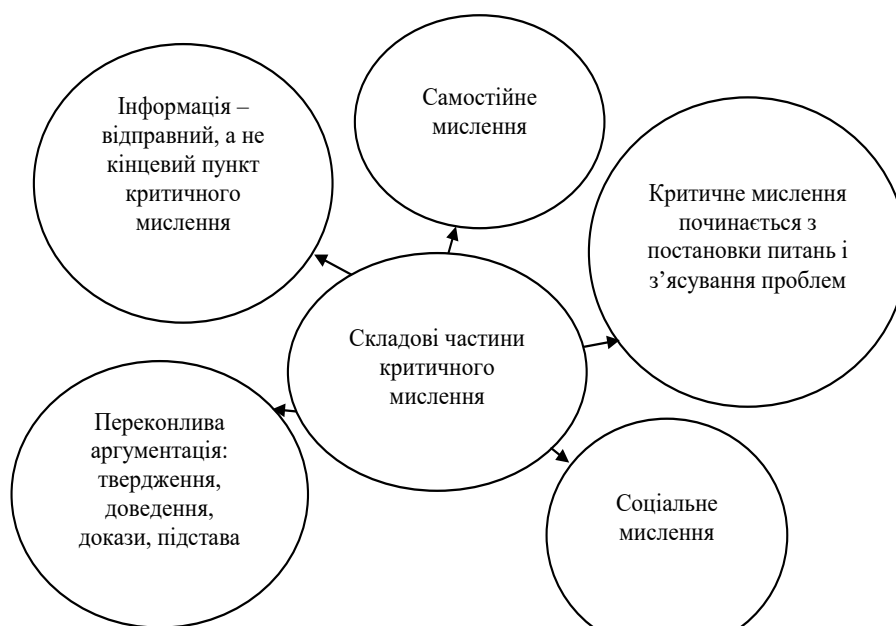 Інформація –
відправний, а не
кінцевий пункт
критичного
мислення
Самостійне
мислення
Критичне мислення
починається з
постановки питань і
з’ясування проблем
Складові частини
критичного
мислення
Переконлива
аргументація:
твердження,
доведення,
докази, підстава
Соціальне
мислення